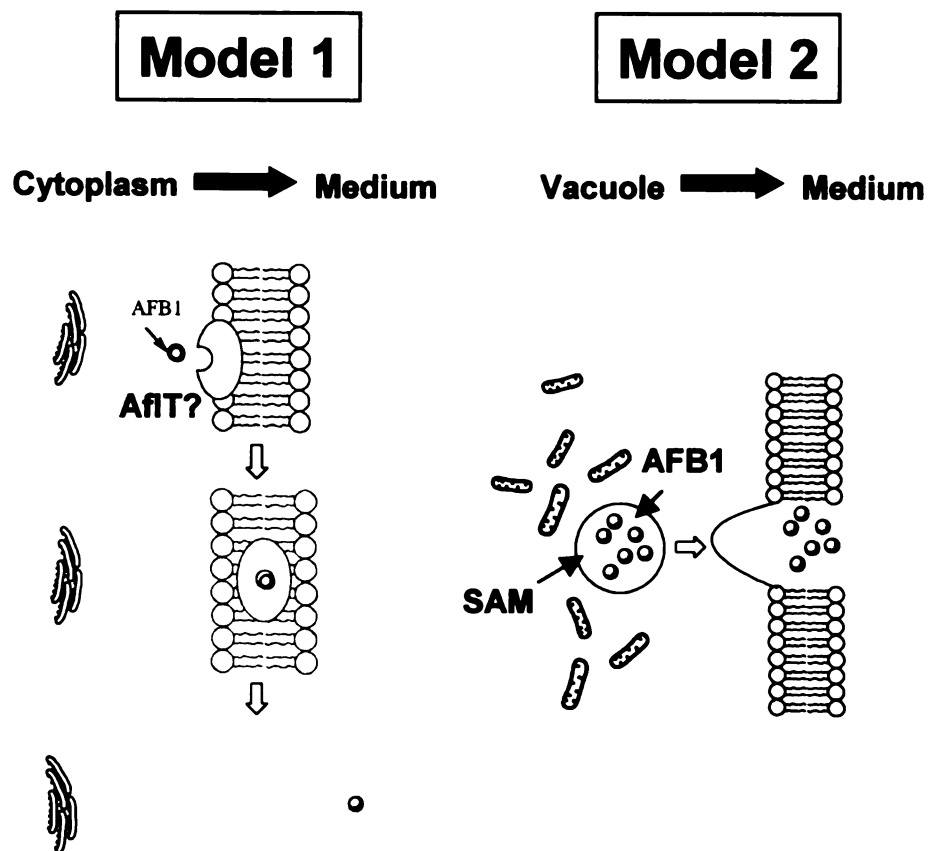 Model 1
Cytoplasm
Medium
AFB1
AflT?
Model 2
Vacuole
Medium
AFB1
SAM